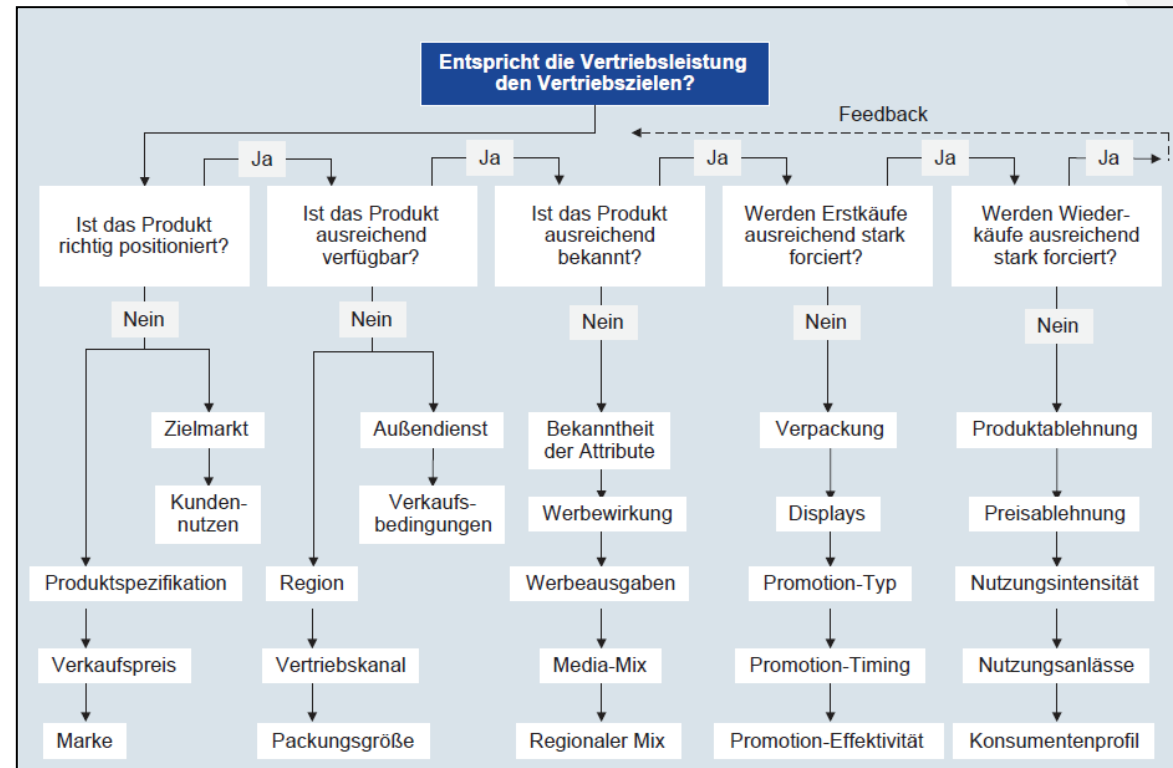 Entspricht die Vertriebsleistung
den Vertriebszielen?
Feedback
Ja
Ja
Ja
Ja
Ja
Ist das Produkt
richtig positioniert?
Ist das Produkt
ausreichend
verfügbar?
Ist das Produkt
ausreichend
bekannt?
Werden Erstkäufe
ausreichend stark
forciert?
Werden Wieder-
käufe ausreichend
stark forciert?
Nein
Nein
Nein
Nein
Nein
Zielmarkt
Außendienst
Bekanntheit
der Attribute
Verpackung
Produktablehnung
Kunden-
nutzen
Verkaufs-
bedingungen
Werbewirkung
Displays
Preisablehnung
Produktspezifikation
Region
Werbeausgaben
Promotion-Typ
Nutzungsintensität
Verkaufspreis
Vertriebskanal
Media-Mix
Promotion-Timing
Nutzungsanlässe
Marke
Packungsgröße
Regionaler Mix
Promotion-Effektivität
Konsumentenprofil